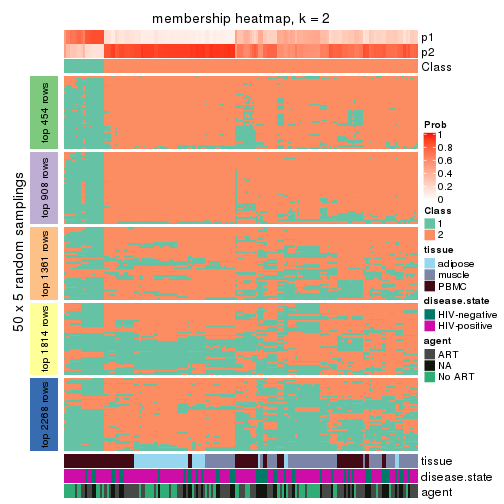 membership heatmap, k = 2
p1
p2
Class
50 x 5 random samplings
top 454 rows
top 908 rows
top 1361 rows
top 1814 rows
top 2268 rows
tissue
disease.state
agent
Prob
1
0.8
0.6
0.4
0.2
0
Class
1
2
tissue
adipose
muscle
PBMC
disease.state
HIV-negative
HIV-positive
agent
ART
NA
No ART